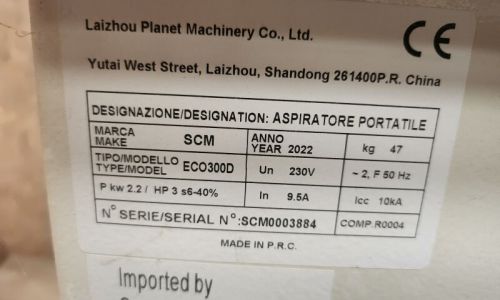 Laizhou Planet Machinery Co., Ltd.
CE
Yutai West Street, Laizhou, Shandong 261400P.R. China
DESIGNAZIONE/DESIGNATION: ASPIRATORE PORTATILE
MARCA MAKE SCM ANNO YEAR 2022 kg 47
TIPO/MODELLO TYPE/MODEL ECO300D Un 230V ~ 2, F 50 Hz
P kw 2.2 / HP 3 s6-40% In 9.5A Icc 10kA
N° SERIE/SERIAL N°:SCM0003884 COMP.R0004
MADE IN P.R.C.
Imported by